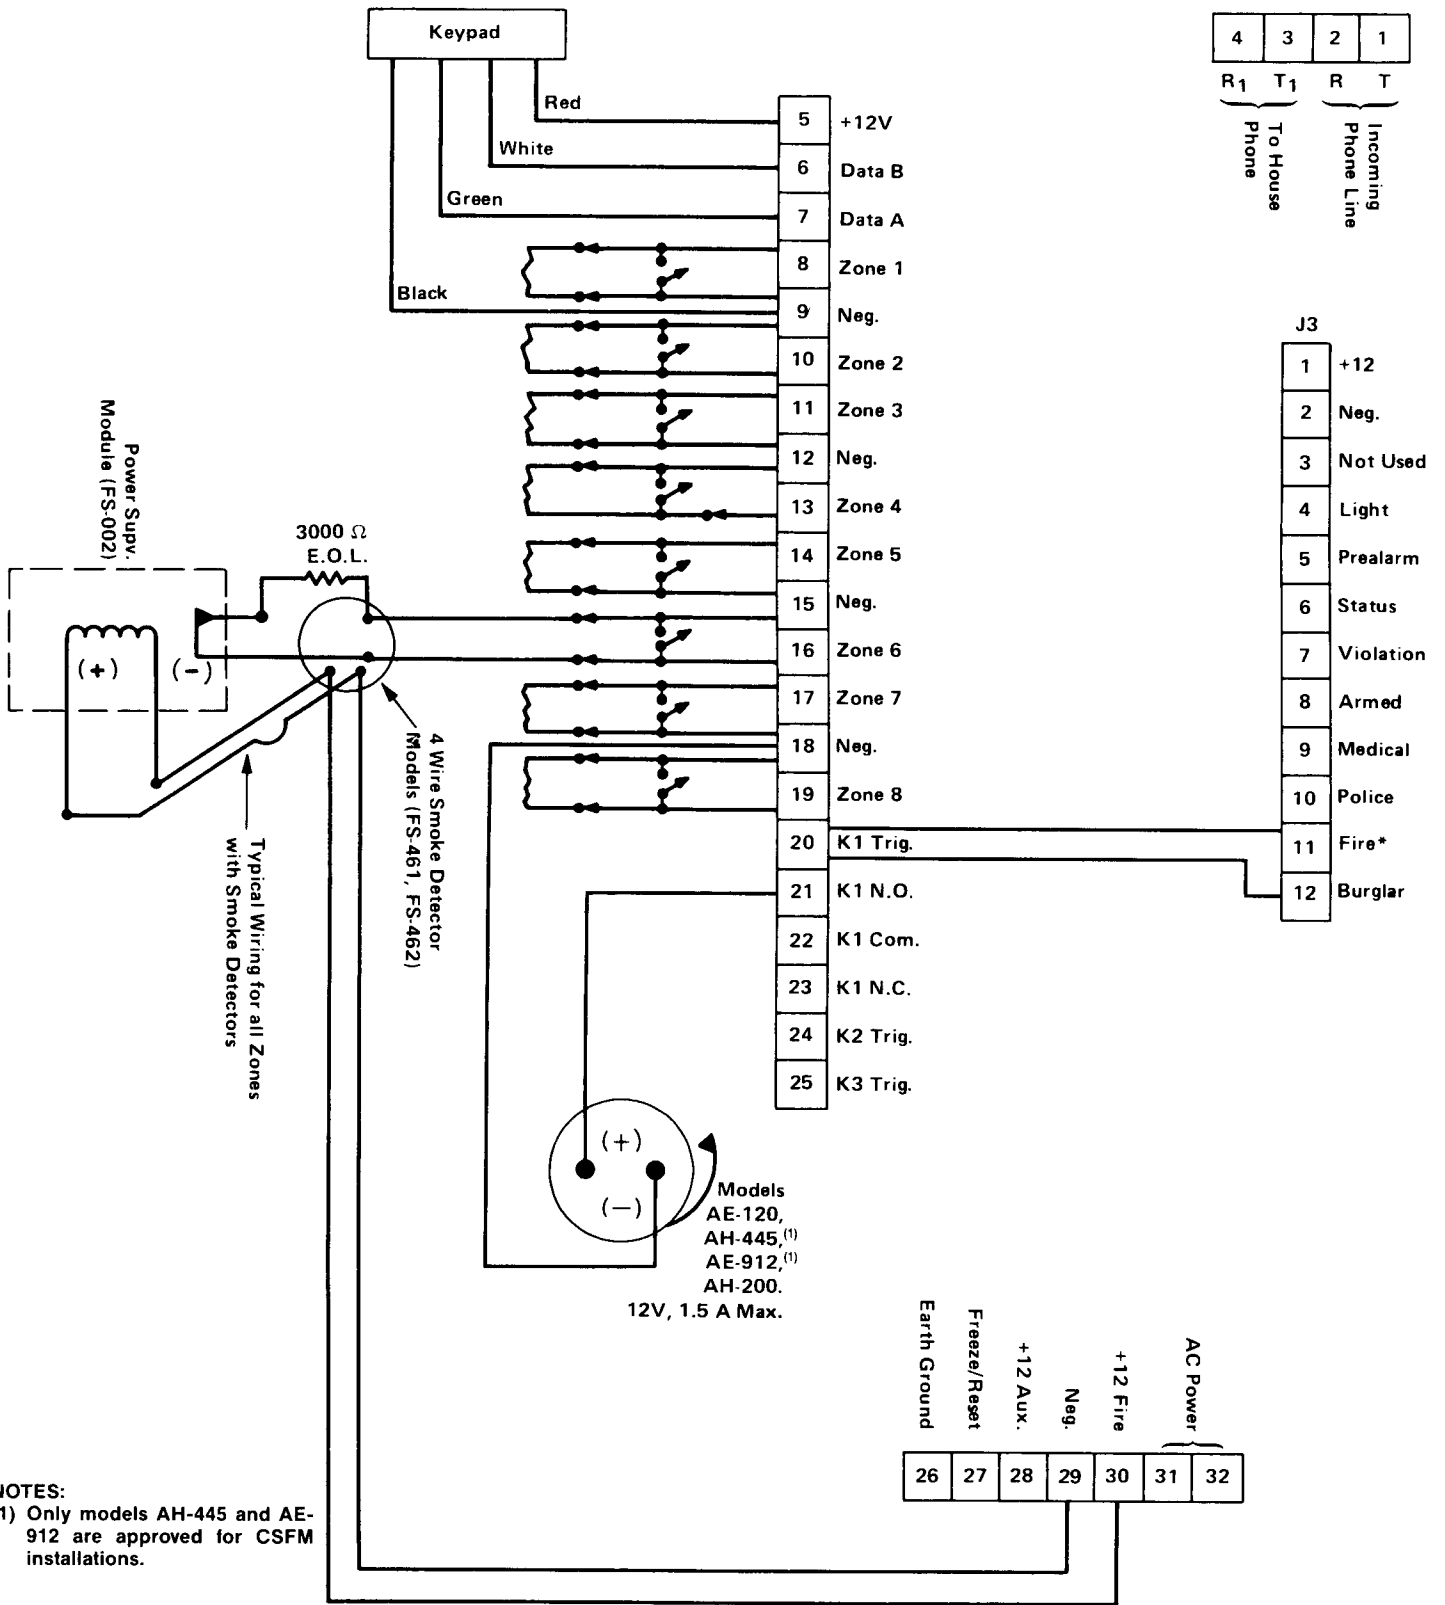 Keypad
4 3 2 1
R1 T1 R T
To House
Phone
Incoming
Phone Line
Red
White
Green
Black
5 +12V
6 Data B
7 Data A
8 Zone 1
9 Neg.
10 Zone 2
11 Zone 3
12 Neg.
13 Zone 4
14 Zone 5
15 Neg.
16 Zone 6
17 Zone 7
18 Neg.
19 Zone 8
20 K1 Trig.
21 K1 N.O.
22 K1 Com.
23 K1 N.C.
24 K2 Trig.
25 K3 Trig.
J3
1 +12
2 Neg.
3 Not Used
4 Light
5 Prealarm
6 Status
7 Violation
8 Armed
9 Medical
10 Police
11 Fire*
12 Burglar
Power Supv.
Module (FS-002)
3000 Ω
E.O.L.
(+) (-)
4 Wire Smoke Detector
Models (FS-461, FS-462)
Typical Wiring for all Zones
with Smoke Detectors
(+)
(—)
Models
AE-120,
AH-445,(1)
AE-912,(1)
AH-200.
12V, 1.5 A Max.
Earth Ground
Freeze/Reset
+12 Aux.
Neg.
+12 Fire
AC Power
26 27 28 29 30 31 32
NOTES:
1) Only models AH-445 and AE-
912 are approved for CSFM
installations.